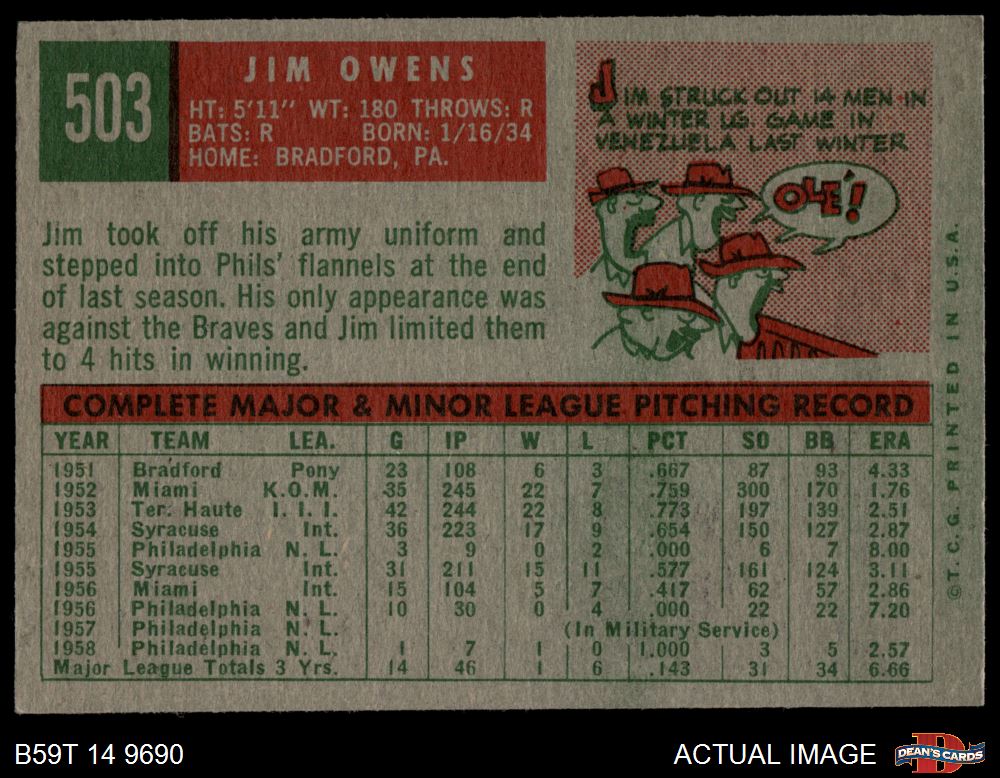 503
JIM OWENS
HT: 5'11" WT: 180 THROWS: R
BATS: R BORN: 1/16/34
HOME: BRADFORD, PA.
JIM STRUCK OUT 14 MEN IN
A WINTER LG. GAME IN
VENEZUELA LAST WINTER
OLÉ!
Jim took off his army uniform and
stepped into Phils' flannels at the end
of last season. His only appearance was
against the Braves and Jim limited them
to 4 hits in winning.
COMPLETE MAJOR & MINOR LEAGUE PITCHING RECORD
YEAR TEAM LEA. G IP W L PCT SO BB ERA
1951 Bradford Pony 23 108 6 3 .667 87 93 4.33
1952 Miami K.O.M. 35 245 22 7 .759 300 170 1.76
1953 Ter. Haute I. I. I. 42 244 22 8 .773 197 139 2.51
1954 Syracuse Int. 36 223 17 9 .654 150 127 2.87
1955 Philadelphia N. L. 3 9 0 2 .000 6 7 8.00
1955 Syracuse Int. 31 211 15 11 .577 161 124 3.11
1956 Miami Int. 15 104 5 7 .417 62 57 2.86
1956 Philadelphia N. L. 10 30 0 4 .000 22 22 7.20
1957 Philadelphia N. L. (In Military Service)
1958 Philadelphia N. L. 1 7 1 0 1.000 3 5 2.57
Major League Totals 3 Yrs. 14 46 1 6 .143 31 34 6.66
©T. C. G. PRINTED IN U.S.A.
B59T 14 9690
ACTUAL IMAGE
D
DEAN'S CARDS